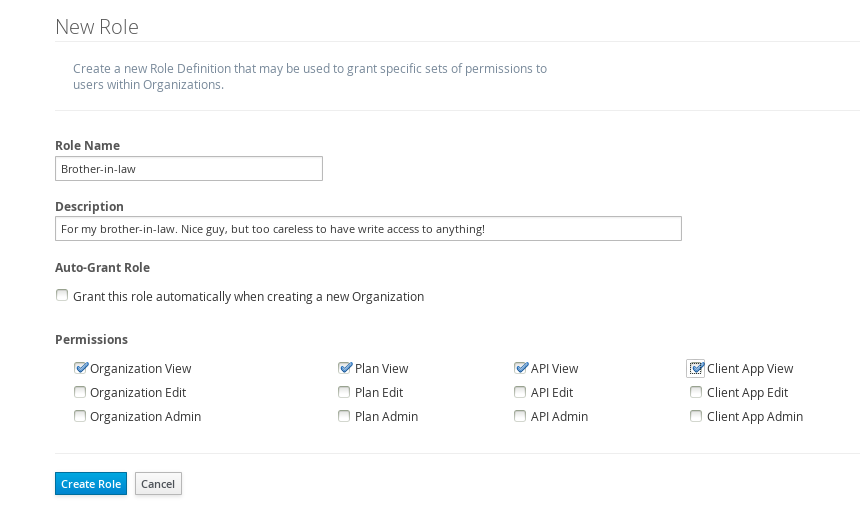 New Role
Create a new Role Definition that may be used to grant specific sets of permissions to
users within Organizations.
Role Name
Brother-in-law
Description
For my brother-in-law. Nice guy, but too careless to have write access to anything!
Auto-Grant Role
Grant this role automatically when creating a new Organization
Permissions
Organization View Plan View API View Client App View
Organization Edit Plan Edit API Edit Client App Edit
Organization Admin Plan Admin API Admin Client App Admin
Create Role Cancel